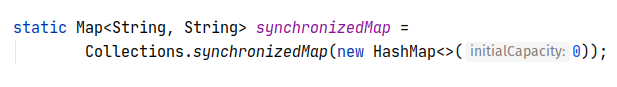 static Map<String, String> synchronizedMap =
Collections.synchronizedMap(new HashMap<>( initialCapacity: 0));